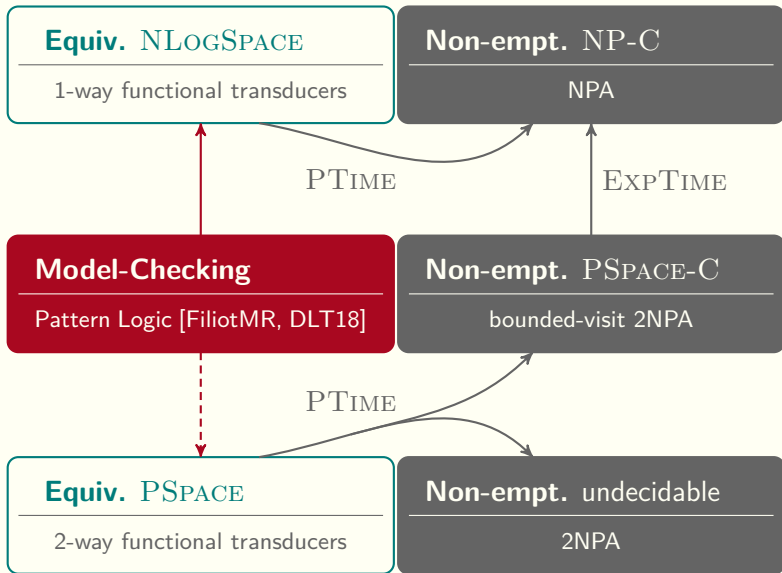 Equiv. NLogSpace
1-way functional transducers
Non-empt. NP-C
NPA
PTime
ExpTime
Model-Checking
Pattern Logic [FiliotMR, DLT18]
Non-empt. PSpace-C
bounded-visit 2NPA
PTime
Equiv. PSpace
2-way functional transducers
Non-empt. undecidable
2NPA